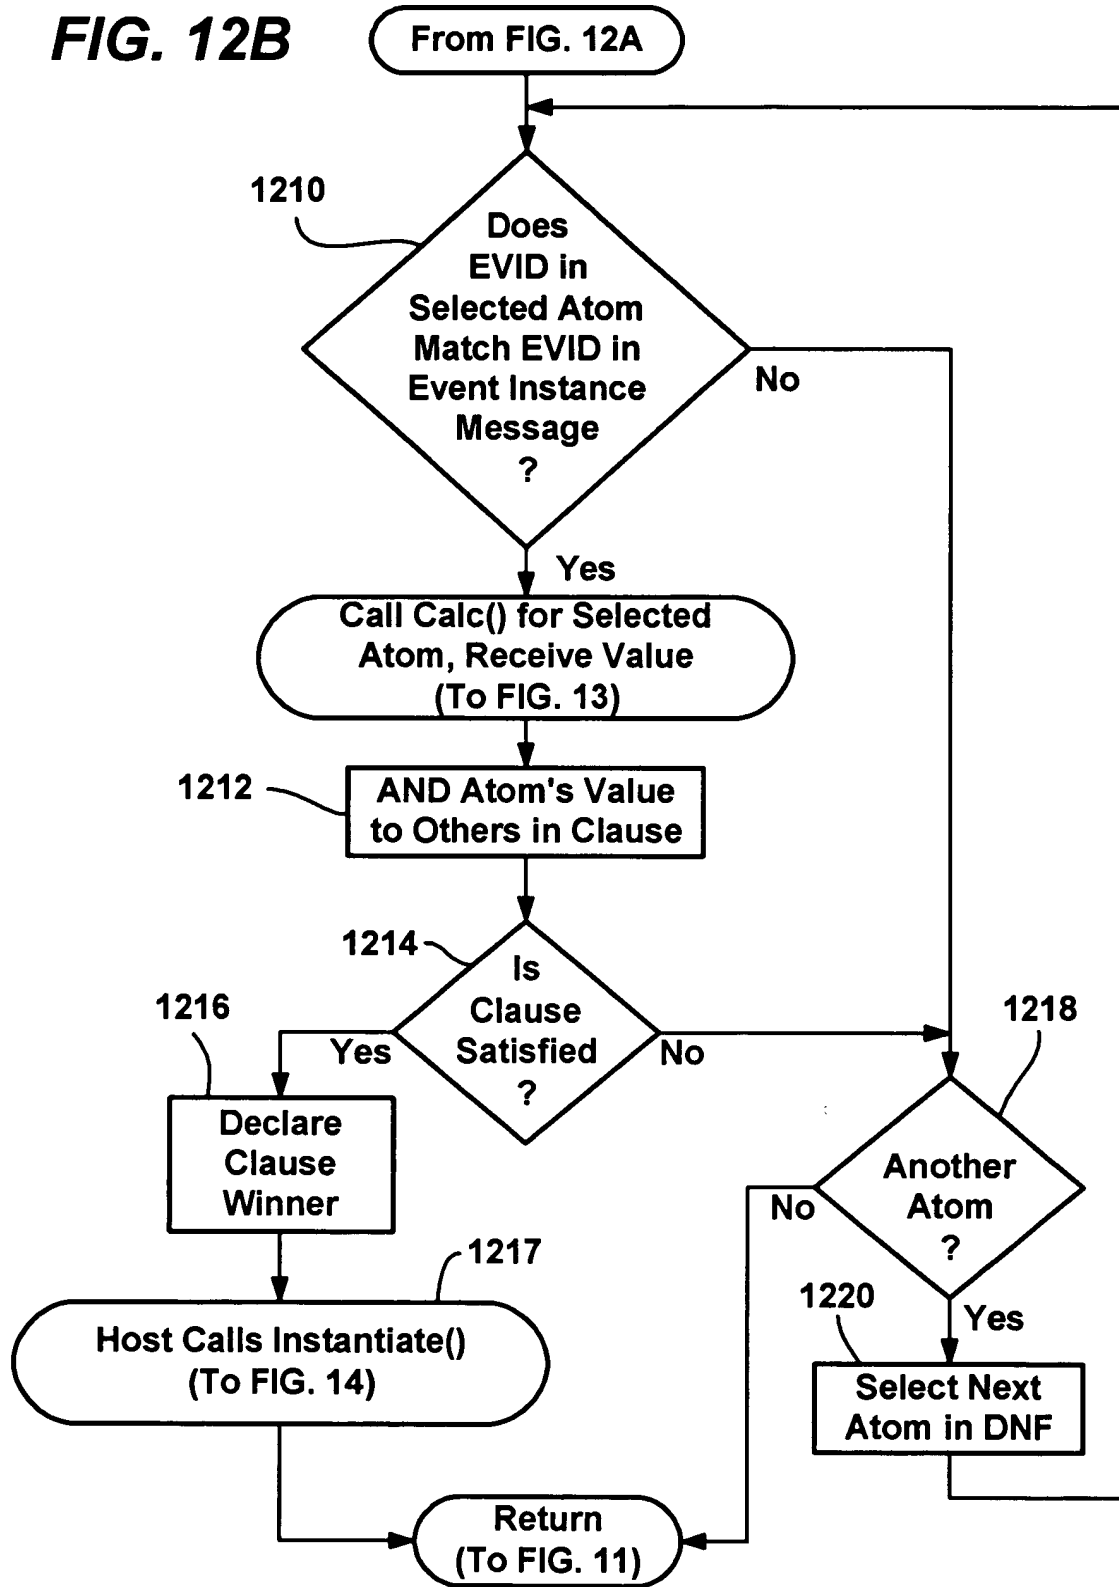 FIG. 12B
From FIG. 12A
1210
Does
EVID in
Selected Atom
Match EVID in
Event Instance
Message
?
No
Yes
Call Calc() for Selected
Atom, Receive Value
(To FIG. 13)
1212
AND Atom's Value
to Others in Clause
1214
Is
Clause
Satisfied
?
Yes
No
1216
Declare
Clause
Winner
1217
Host Calls Instantiate()
(To FIG. 14)
1218
Another
Atom
?
No
Yes
1220
Select Next
Atom in DNF
Return
(To FIG. 11)